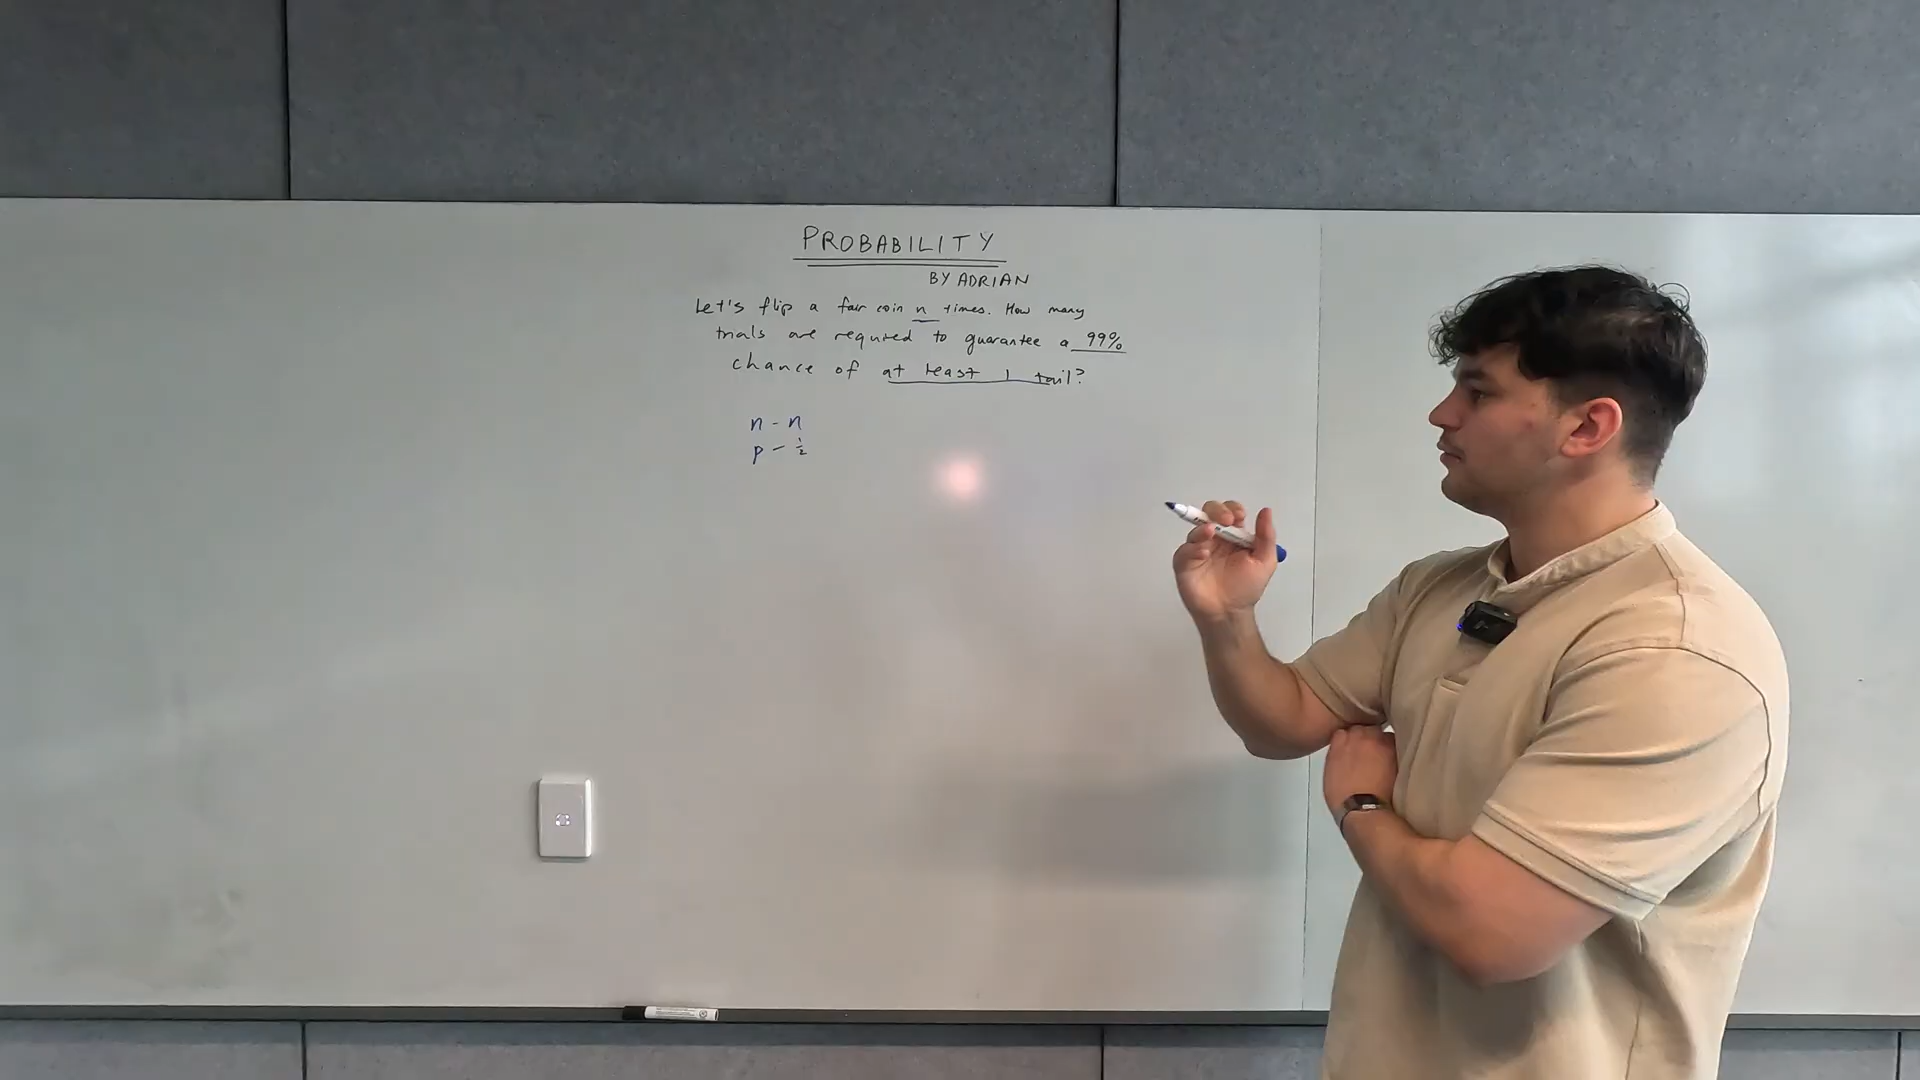 PROBABILITY
BY ADRIAN
Let's flip a fair coin n times. How many
trials are required to guarantee a 99%
chance of at least 1 tail?
n - n
p - 1/2